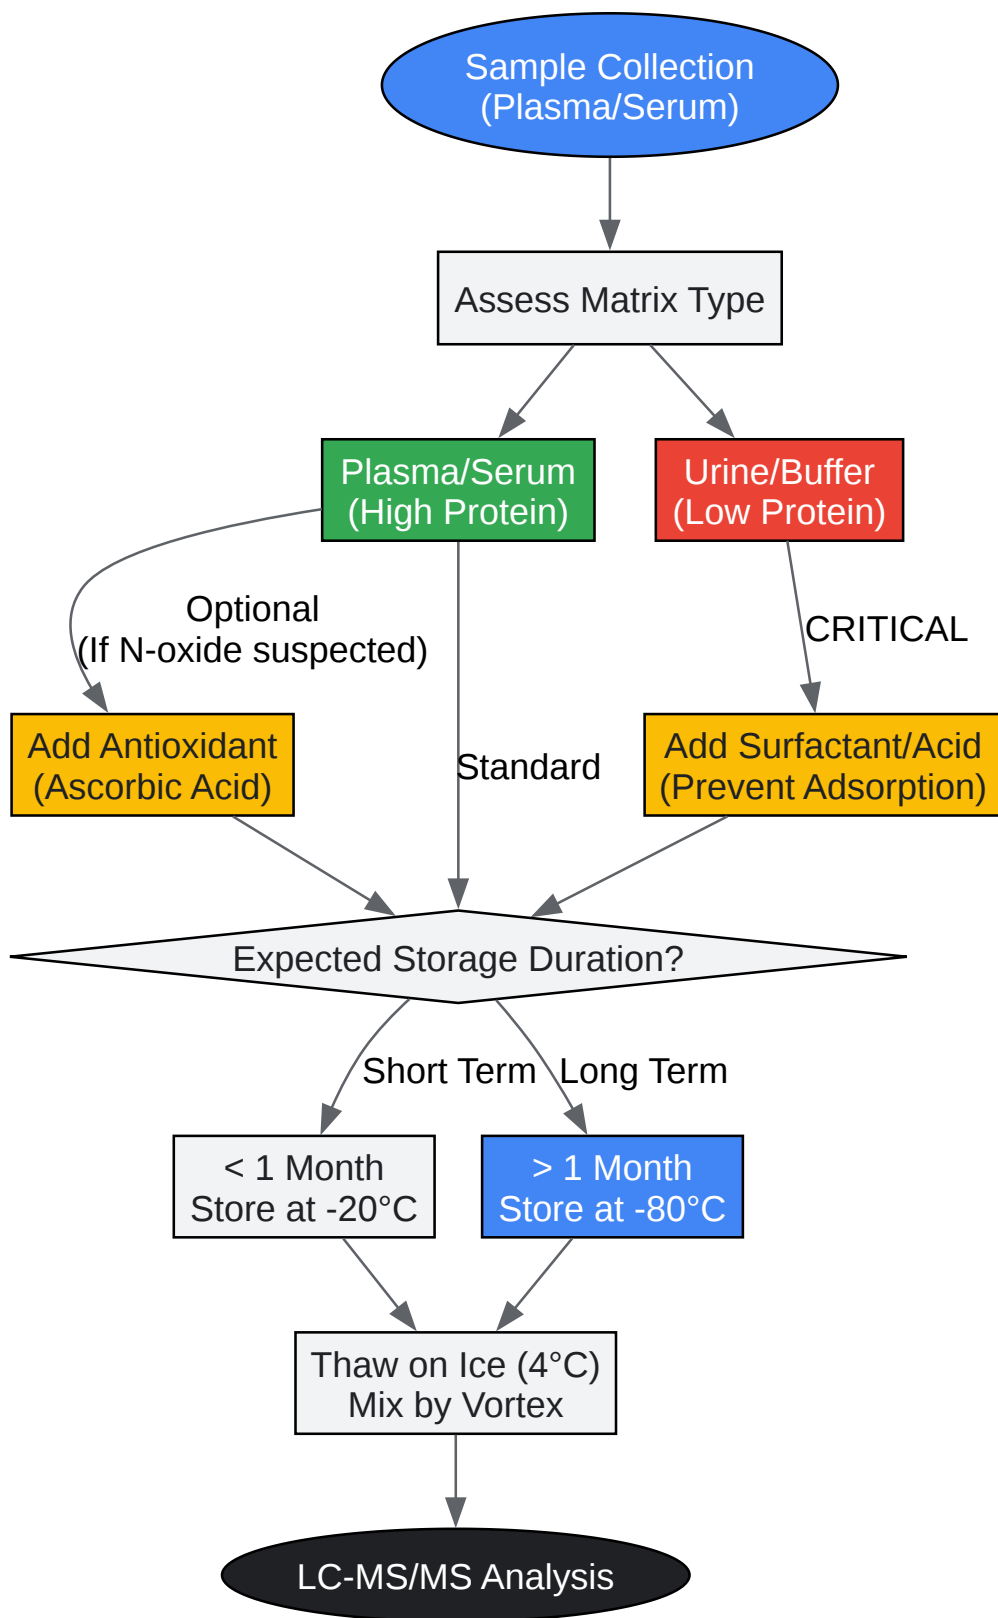 Sample Collection
(Plasma/Serum)
Assess Matrix Type
Plasma/Serum
(High Protein)
Urine/Buffer
(Low Protein)
Optional
(If N-oxide suspected)
CRITICAL
Add Antioxidant
(Ascorbic Acid)
Standard
Add Surfactant/Acid
(Prevent Adsorption)
Expected Storage Duration?
Short Term
Long Term
< 1 Month
Store at -20°C
> 1 Month
Store at -80°C
Thaw on Ice (4°C)
Mix by Vortex
LC-MS/MS Analysis